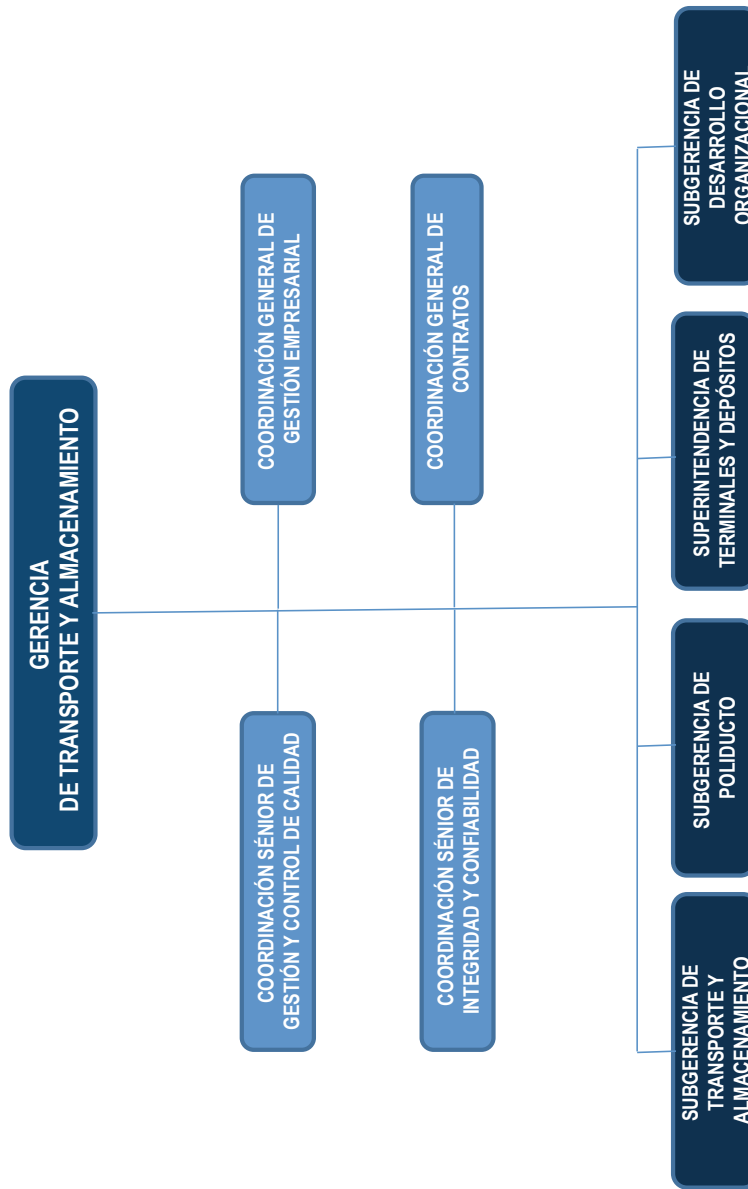 GERENCIA
DE TRANSPORTE Y ALMACENAMIENTO
COORDINACIÓN SÉNIOR DE
GESTIÓN Y CONTROL DE CALIDAD
COORDINACIÓN GENERAL DE
GESTIÓN EMPRESARIAL
COORDINACIÓN SÉNIOR DE
INTEGRIDAD Y CONFIABILIDAD
COORDINACIÓN GENERAL DE
CONTRATOS
SUBGERENCIA DE
TRANSPORTE Y
ALMACENAMIENTO
SUBGERENCIA DE
POLIDUCTO
SUPERINTENDENCIA DE
TERMINALES Y DEPÓSITOS
SUBGERENCIA DE
DESARROLLO
ORGANIZACIONAL